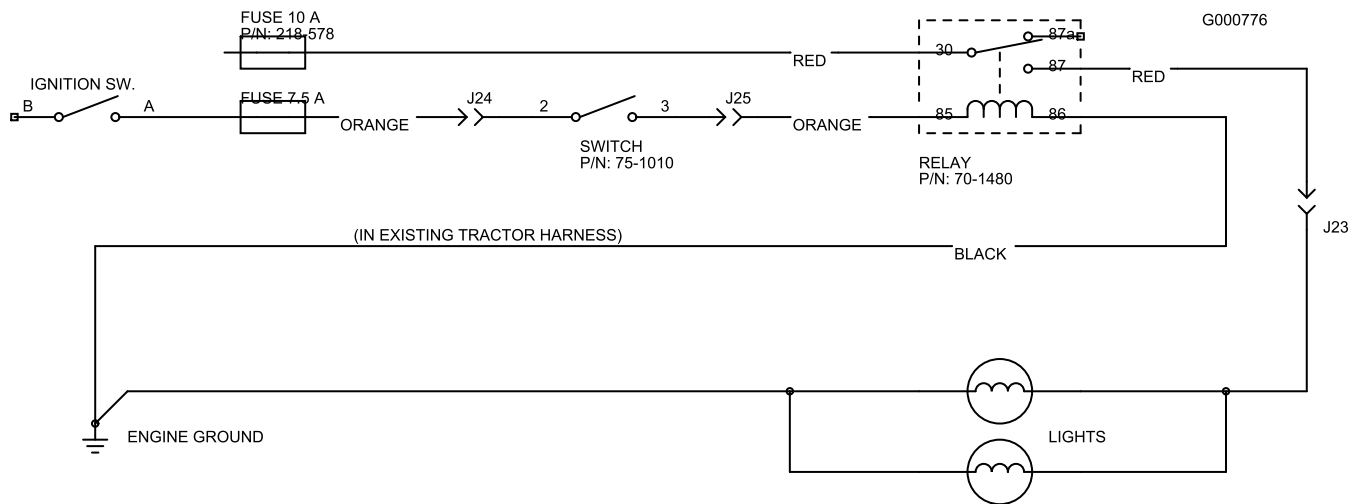 FUSE 10 A
P/N: 218-578
G000776
30
87a
RED
87
RED
IGNITION SW.
B
A
FUSE 7.5 A
ORANGE
J24
2
3
J25
ORANGE
85
86
SWITCH
P/N: 75-1010
RELAY
P/N: 70-1480
J23
(IN EXISTING TRACTOR HARNESS)
BLACK
ENGINE GROUND
LIGHTS